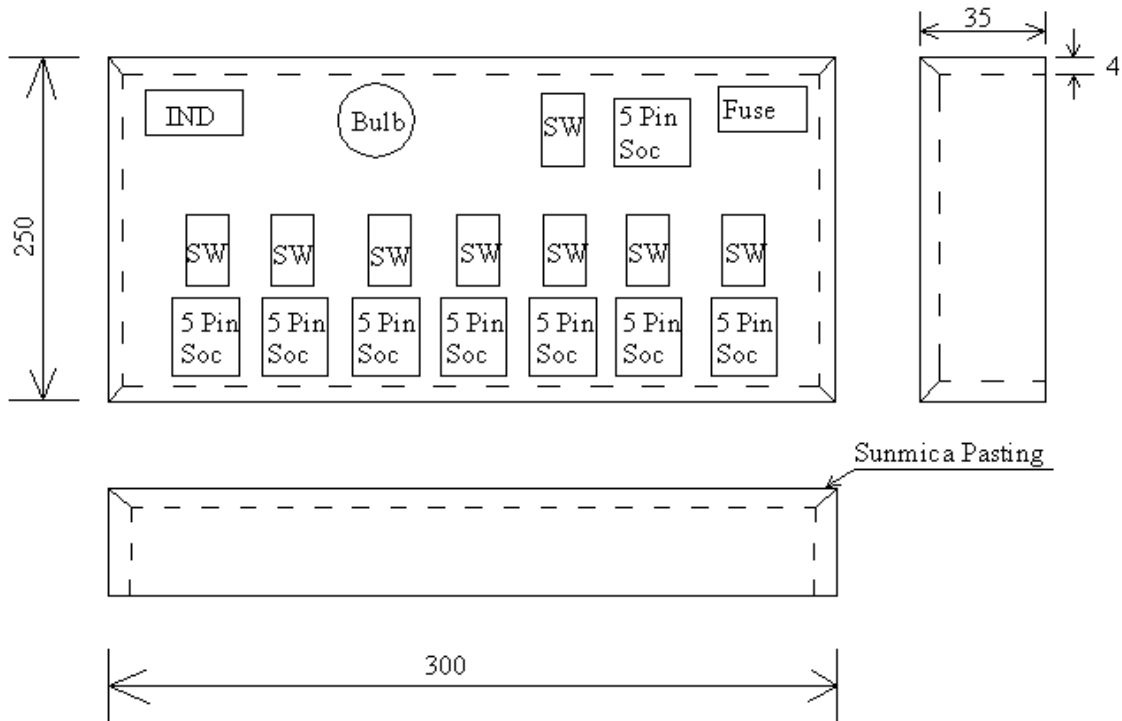 35
4
IND
Bulb
SW
5 Pin
Soc
Fuse
250
SW
SW
SW
SW
SW
SW
SW
5 Pin
Soc
5 Pin
Soc
5 Pin
Soc
5 Pin
Soc
5 Pin
Soc
5 Pin
Soc
5 Pin
Soc
Sunmica Pasting
300